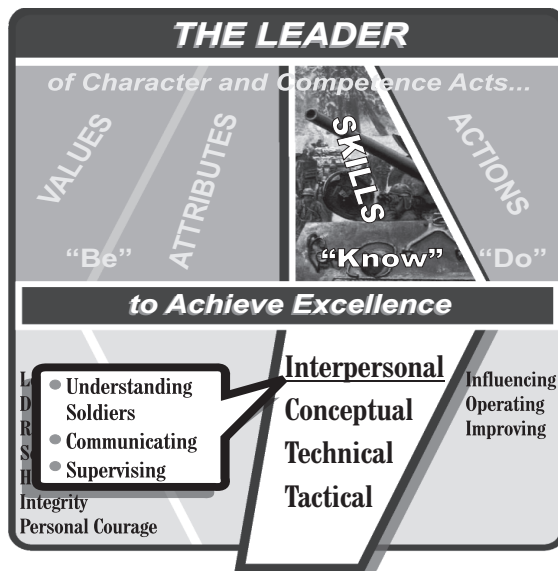 THE LEADER
of Character and Competence Acts...
VALUES
ATTRIBUTES
SKILLS
ACTIONS
“Be”
“Know”
“Do”
to Achieve Excellence
• Understanding
Soldiers
• Communicating
• Supervising
Integrity
Personal Courage
Interpersonal
Conceptual
Technical
Tactical
Influencing
Operating
Improving